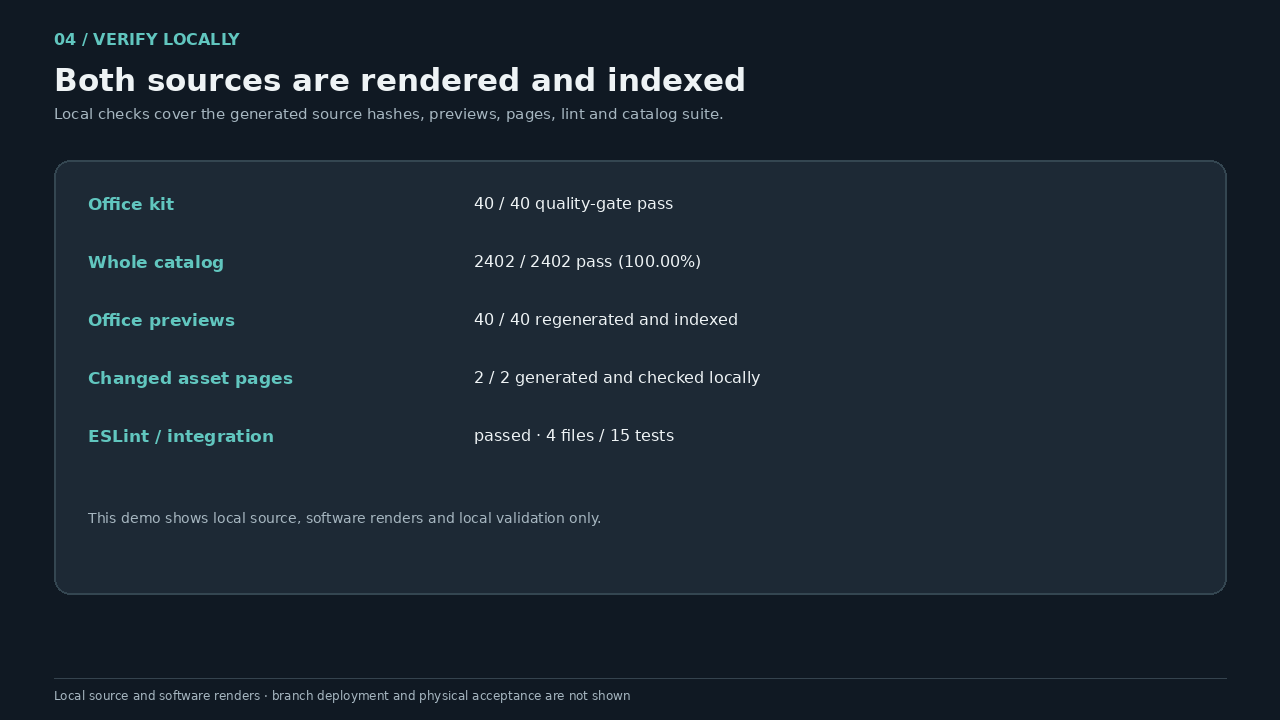 04 / VERIFY LOCALLY
Both sources are rendered and indexed
Local checks cover the generated source hashes, previews, pages, lint and catalog suite.
Office kit 40 / 40 quality-gate pass
Whole catalog 2402 / 2402 pass (100.00%)
Office previews 40 / 40 regenerated and indexed
Changed asset pages 2 / 2 generated and checked locally
ESLint / integration passed · 4 files / 15 tests
This demo shows local source, software renders and local validation only.
Local source and software renders · branch deployment and physical acceptance are not shown